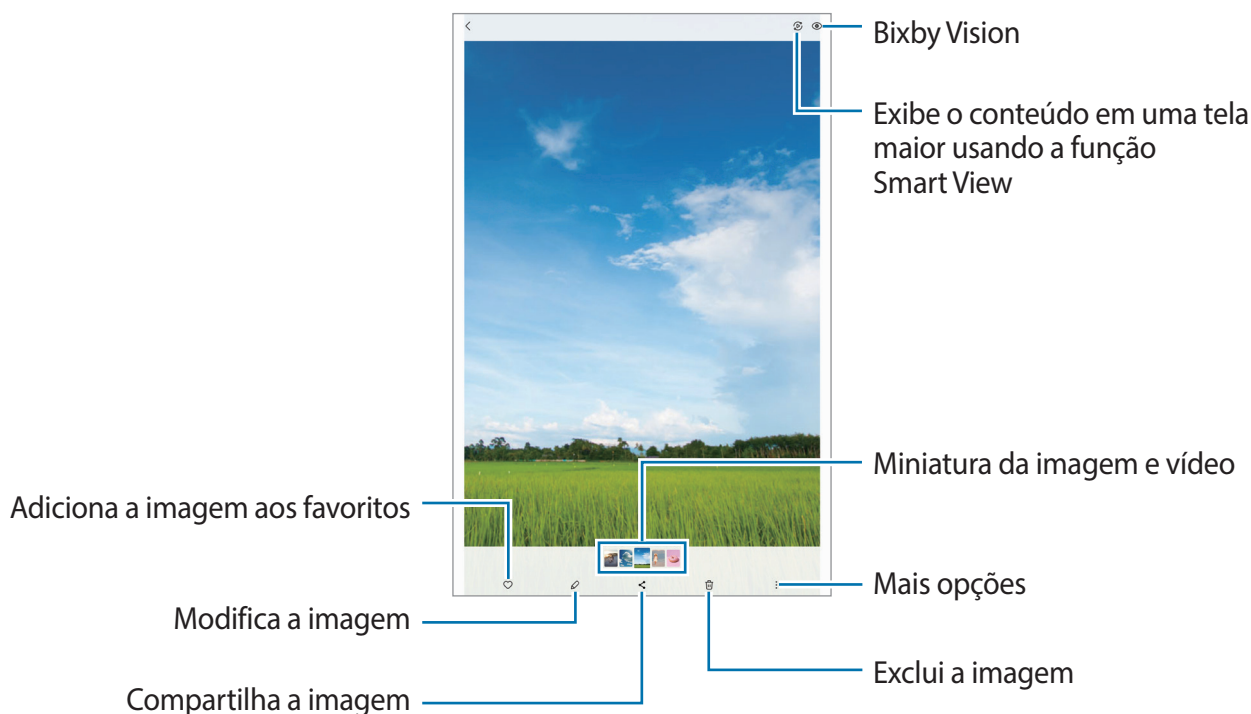 Bixby Vision
Exibe o conteúdo em uma tela
maior usando a função
Smart View
Miniatura da imagem e vídeo
Adiciona a imagem aos favoritos
Mais opções
Modifica a imagem
Exclui a imagem
Compartilha a imagem